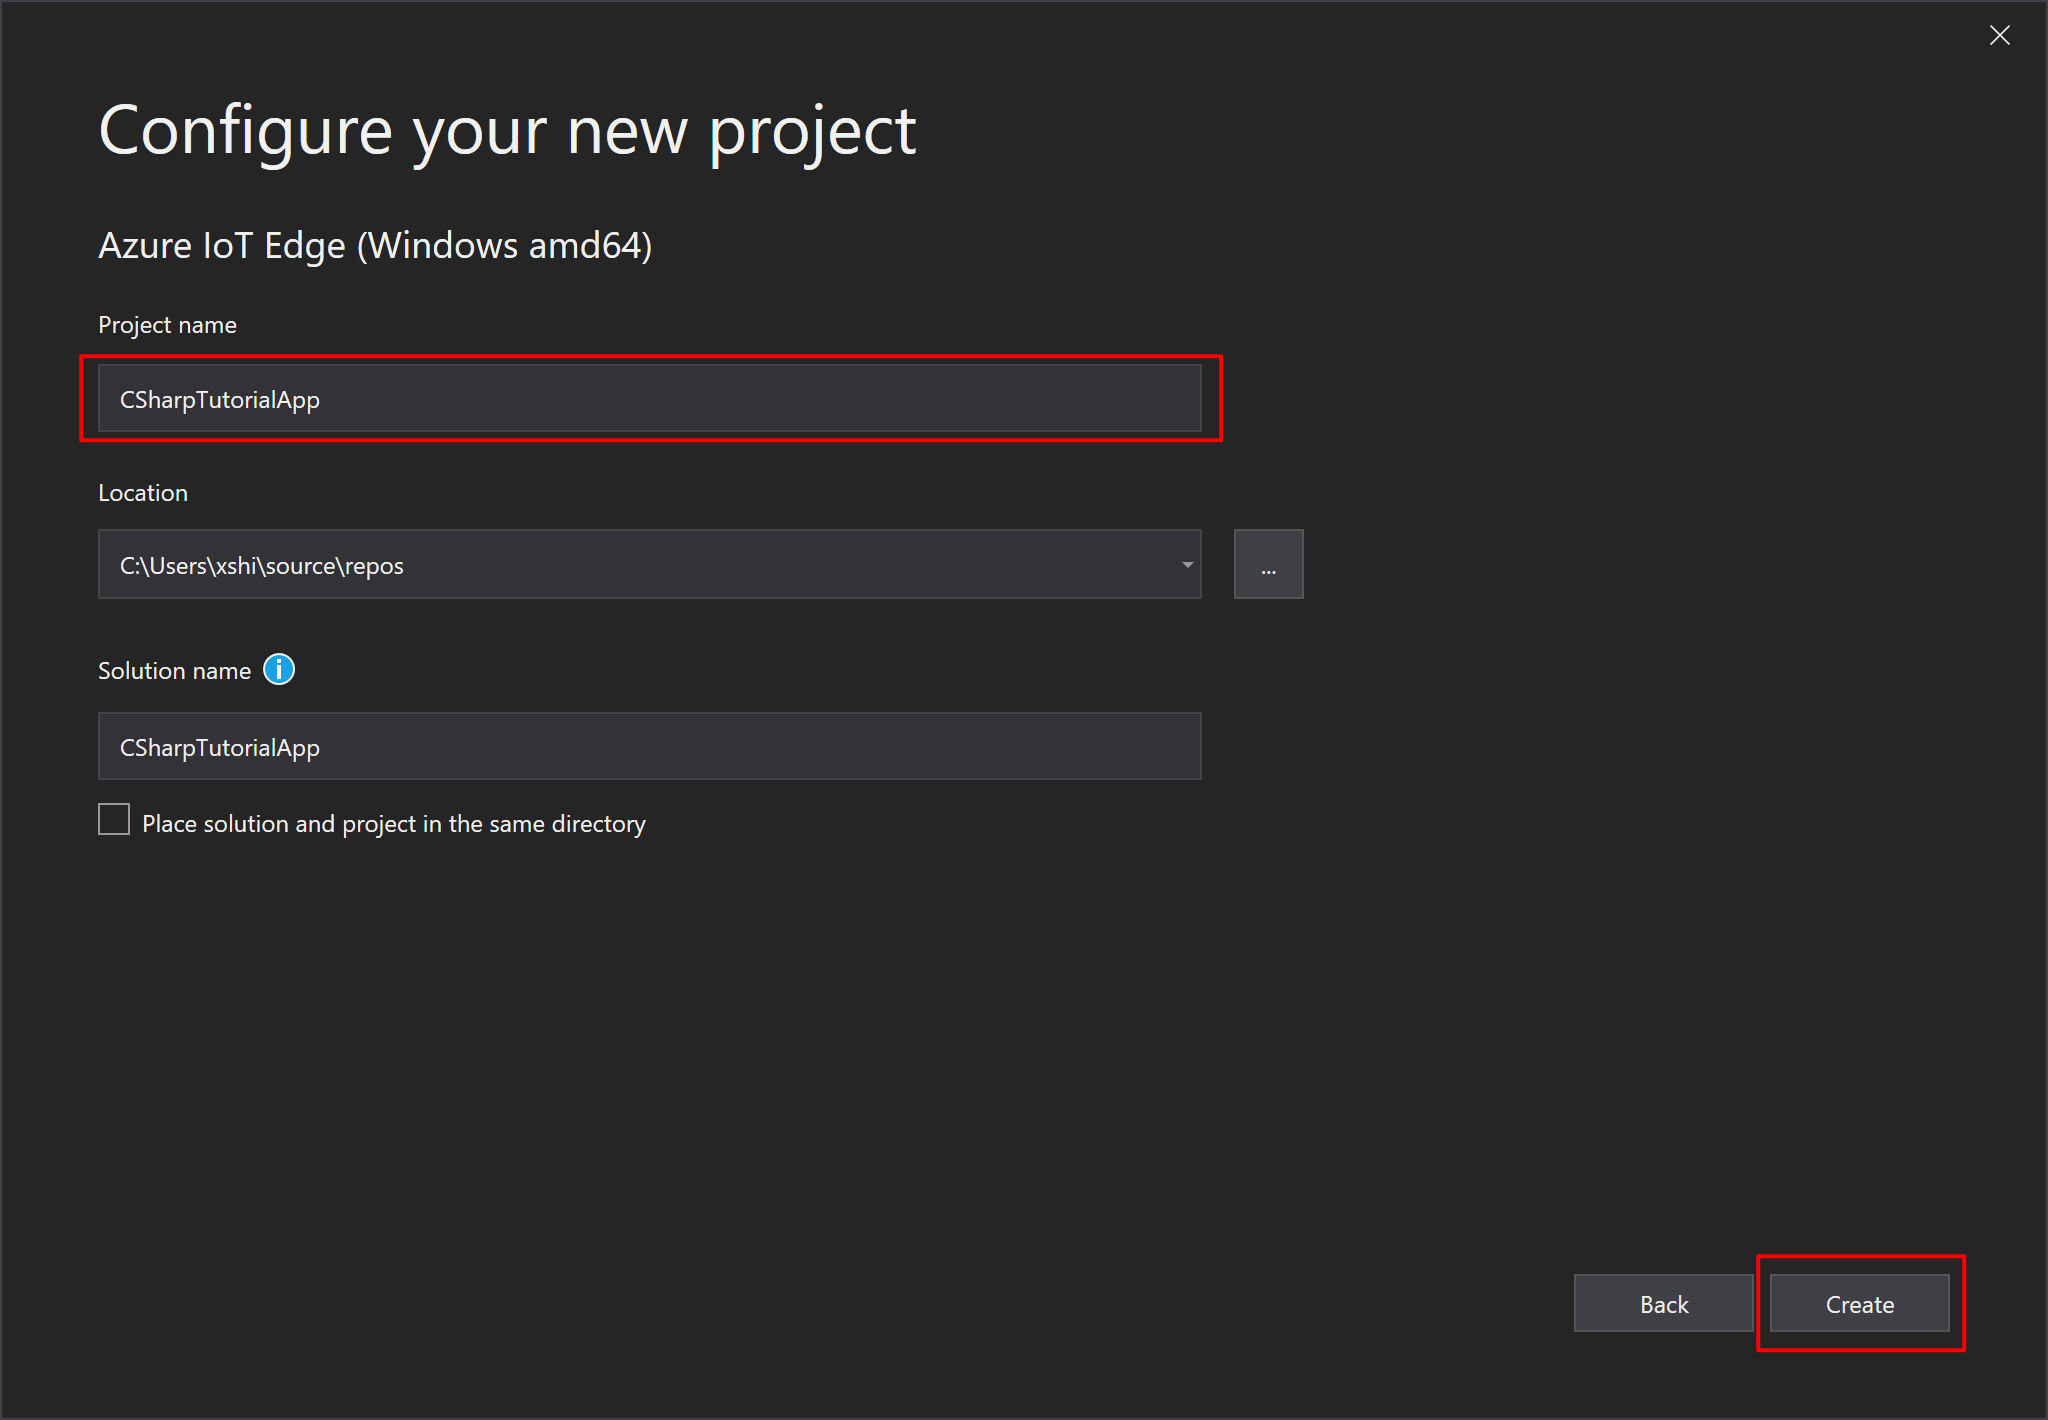 Configure your new project
Azure IoT Edge (Windows amd64)
Project name
CSharpTutorialApp
Location
C:\Users\xshi\source\repos
...
Solution name
CSharpTutorialApp
Place solution and project in the same directory
Back
Create